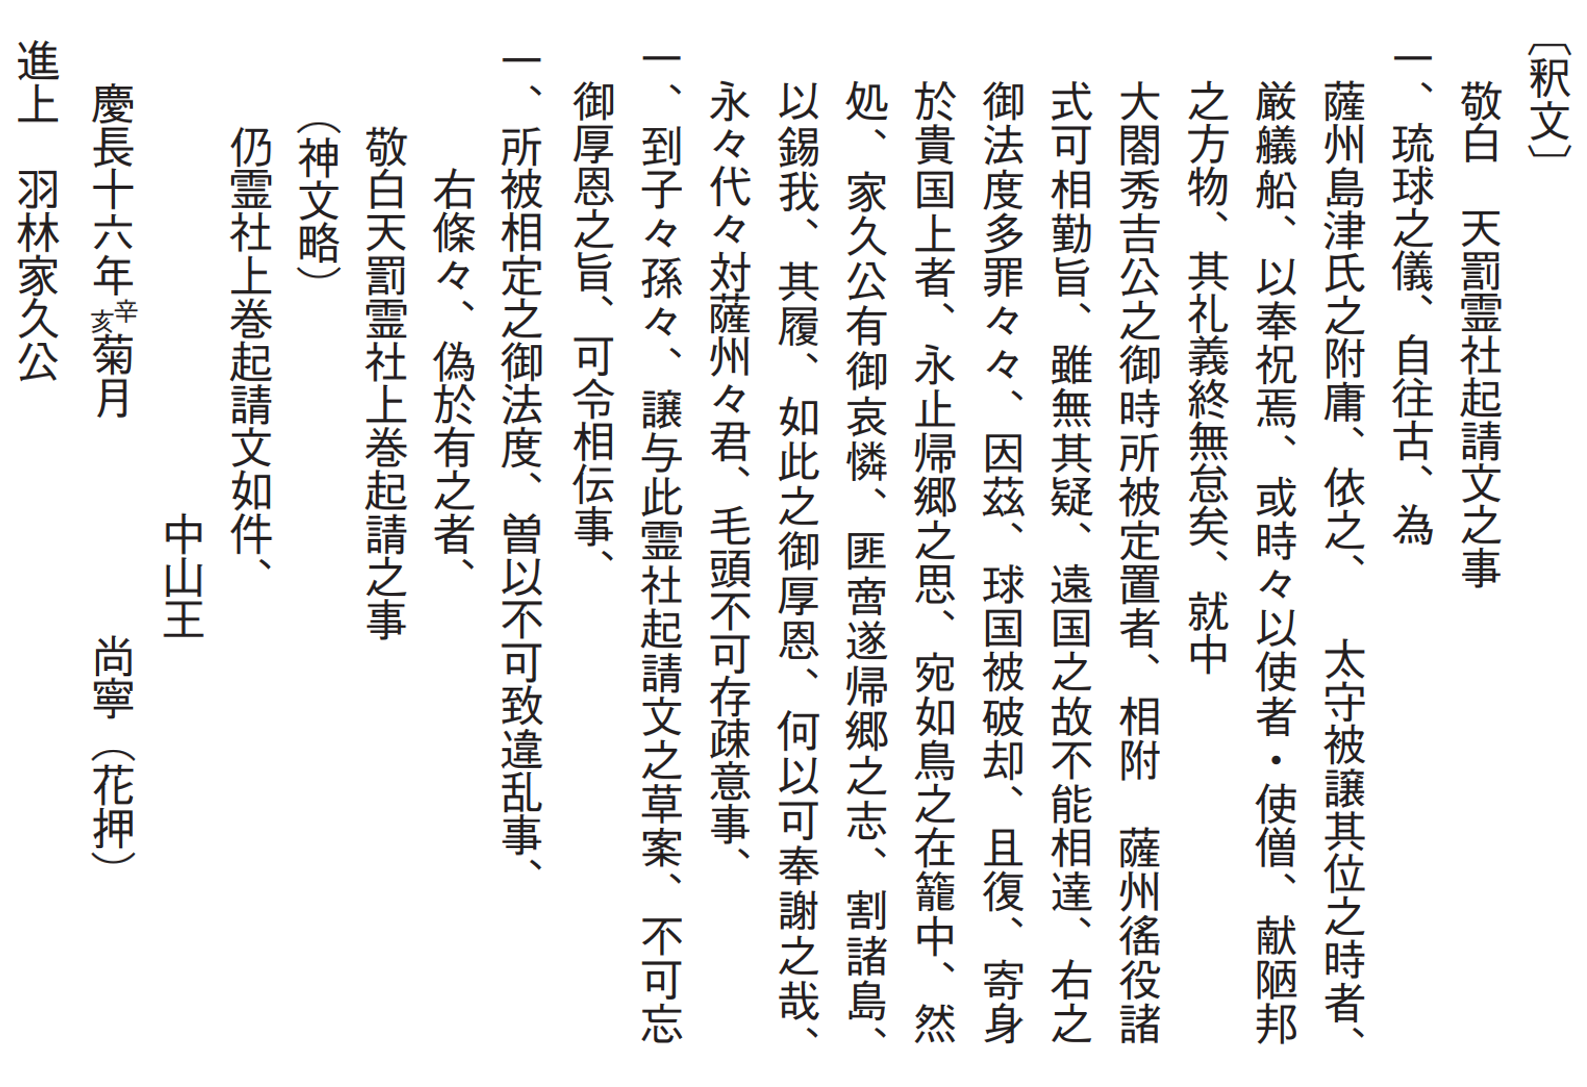 〔釈文〕
敬白　天罰霊社起請文之事
一、琉球之儀、自往古、為
薩州島津氏之附庸、依之、　太守被譲其位之時者、
厳艤船、以奉祝焉、或時々以使者・使僧、献陋邦
之方物、其礼義終無怠矣、就中
大閤秀吉公之御時所被定置者、相附　薩州徭役諸
式可相勤旨、雖無其疑、遠国之故不能相達、右之
御法度多罪々々、因茲、球国被破却、且復、寄身
於貴国上者、永止帰郷之思、宛如鳥之在籠中、然
処、家久公有御哀憐、匪啻遂帰郷之志、割諸島、
以錫我、其履、如此之御厚恩、何以可奉謝之哉、
永々代々対薩州々君、毛頭不可存疎意事、
一、到子々孫々、譲与此霊社起請文之草案、不可忘
御厚恩之旨、可令相伝事、
一、所被相定之御法度、曽以不可致違乱事、
右條々、偽於有之者、
敬白天罰霊社上巻起請之事
（神文略）
仍霊社上巻起請文如件、
中山王
慶長十六年辛亥菊月　尚寧（花押）
進上　羽林家久公